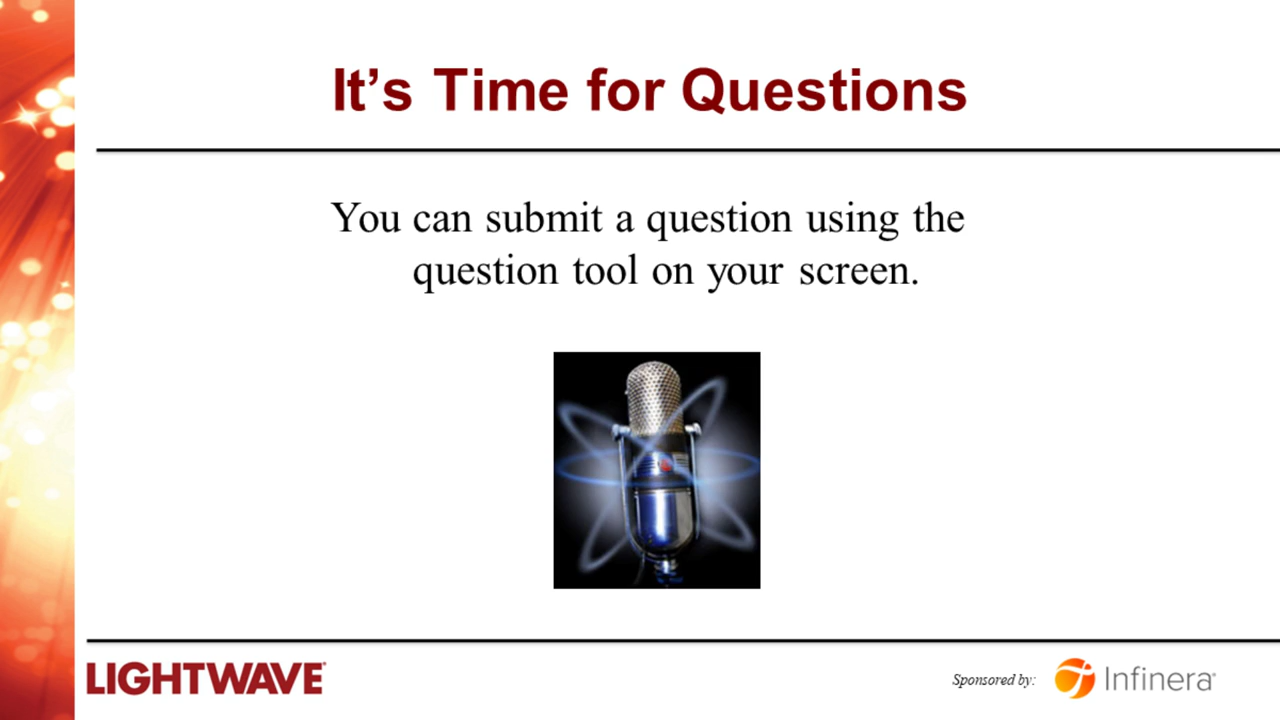 It’s Time for Questions
You can submit a question using the
question tool on your screen.
LIGHTWAVE
Sponsored by:
Infinera